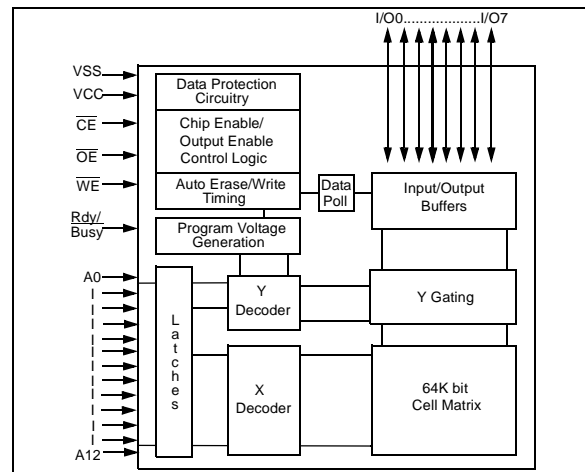 I/O0...................I/O7
VSS
VCC
CE
OE
WE
Rdy/
Busy
A0
A12
Data Protection
Circuitry
Chip Enable/
Output Enable
Control Logic
Auto Erase/Write
Timing
Data
Poll
Input/Output
Buffers
Program Voltage
Generation
L
a
t
c
h
e
s
Y
Decoder
Y Gating
X
Decoder
64K bit
Cell Matrix